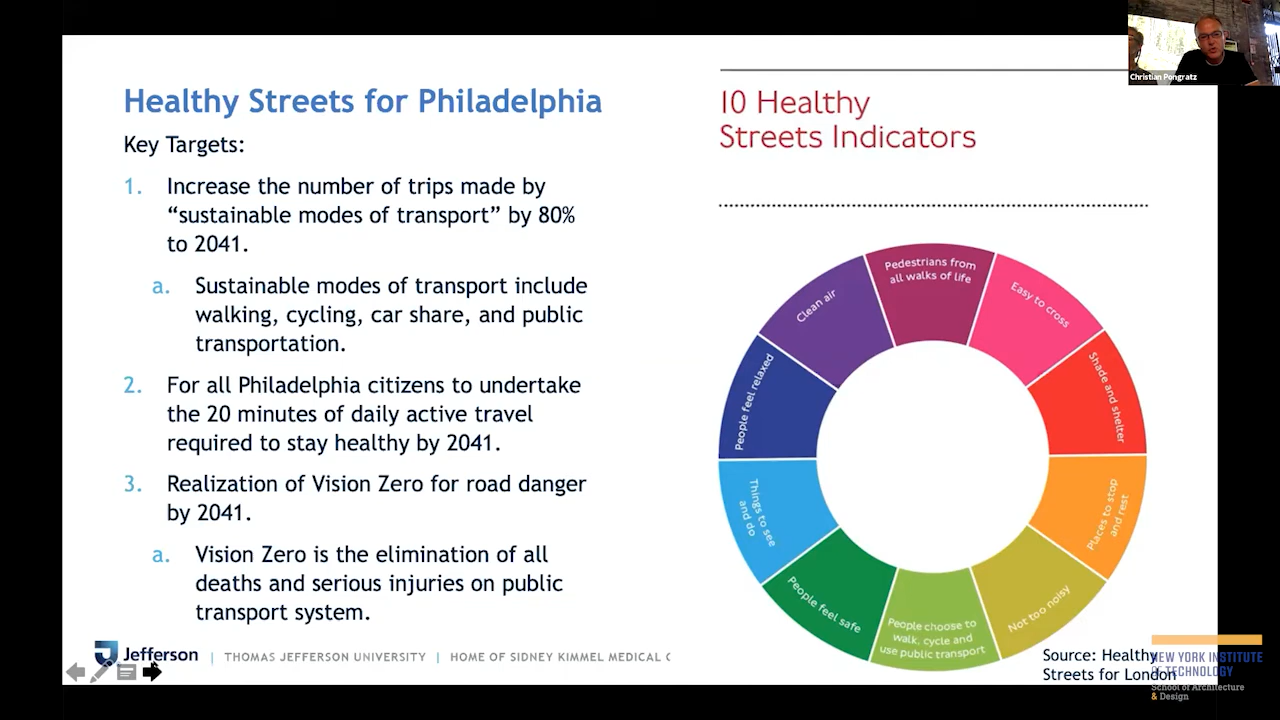 Christian Pongratz
Healthy Streets for Philadelphia
Key Targets:
1. Increase the number of trips made by
“sustainable modes of transport” by 80%
to 2041.
a. Sustainable modes of transport include
walking, cycling, car share, and public
transportation.
2. For all Philadelphia citizens to undertake
the 20 minutes of daily active travel
required to stay healthy by 2041.
3. Realization of Vision Zero for road danger
by 2041.
a. Vision Zero is the elimination of all
deaths and serious injuries on public
transport system.
10 Healthy
Streets Indicators
Pedestrians from
all walks of life
Easy to cross
Shade and shelter
Places to stop
and rest
Not too noisy
People choose to
walk, cycle and
use public transport
People feel safe
Things to see
and do
People feel relaxed
Clean air
Source: Healthy
Streets for London
Jefferson | THOMAS JEFFERSON UNIVERSITY | HOME OF SIDNEY KIMMEL MEDICAL C
NEW YORK INSTITUTE
OF TECHNOLOGY
School of Architecture
& Design